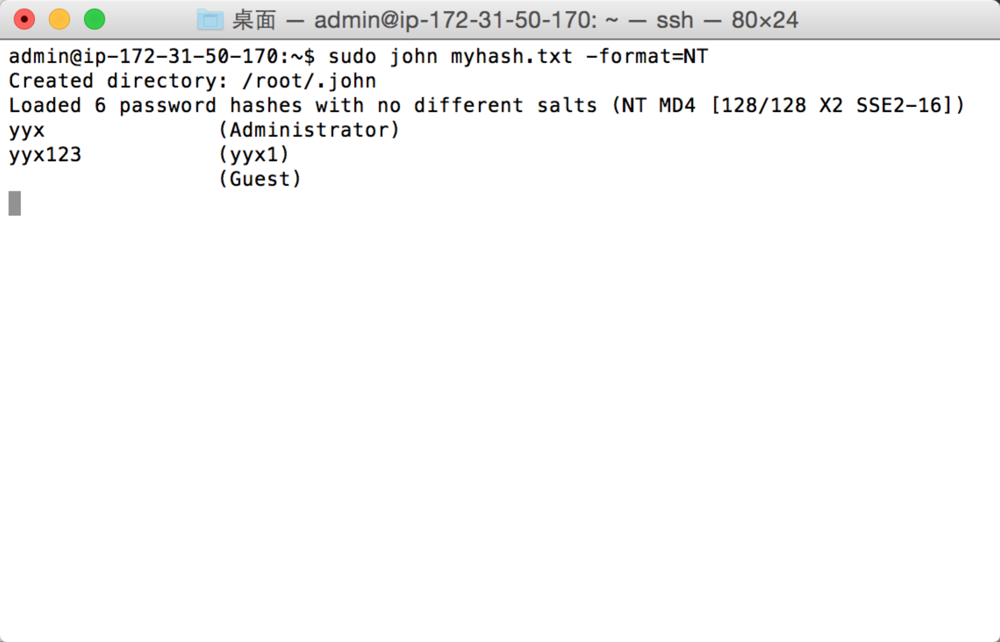 桌面 — admin@ip-172-31-50-170: ~ — ssh — 80×24
admin@ip-172-31-50-170:~$ sudo john myhash.txt -format=NT
Created directory: /root/.john
Loaded 6 password hashes with no different salts (NT MD4 [128/128 X2 SSE2-16])
yyx              (Administrator)
yyx123           (yyx1)
                 (Guest)